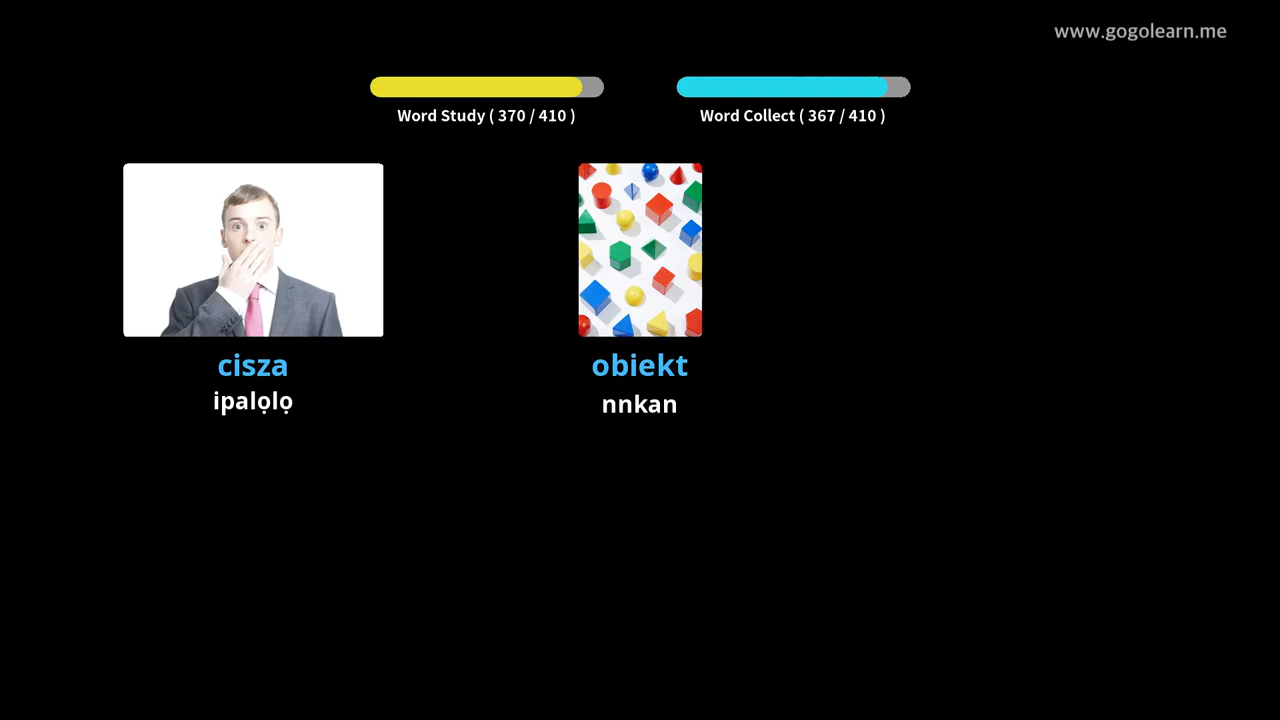 www.gogolearn.me
Word Study ( 370 / 410 )
Word Collect ( 367 / 410 )
cisza
ipalọlọ
obiekt
nnkan